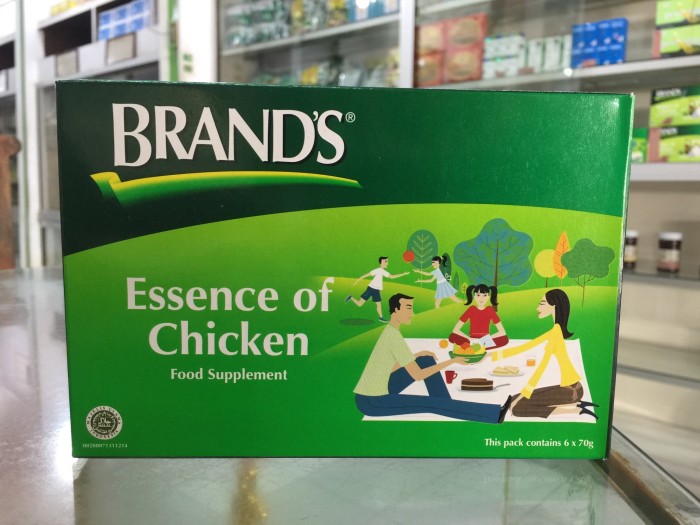 BRAND'S®
Essence of
Chicken
Food Supplement
This pack contains 6 x 70g